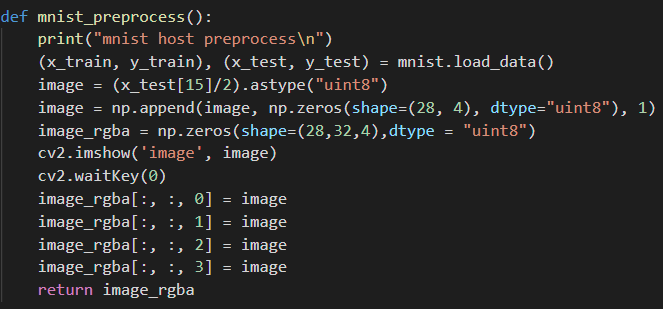 def mnist_preprocess():
    print("mnist host preprocess\n")
    (x_train, y_train), (x_test, y_test) = mnist.load_data()
    image = (x_test[15]/2).astype("uint8")
    image = np.append(image, np.zeros(shape=(28, 4), dtype="uint8"), 1)
    image_rgba = np.zeros(shape=(28,32,4),dtype = "uint8")
    cv2.imshow('image', image)
    cv2.waitKey(0)
    image_rgba[:, :, 0] = image
    image_rgba[:, :, 1] = image
    image_rgba[:, :, 2] = image
    image_rgba[:, :, 3] = image
    return image_rgba